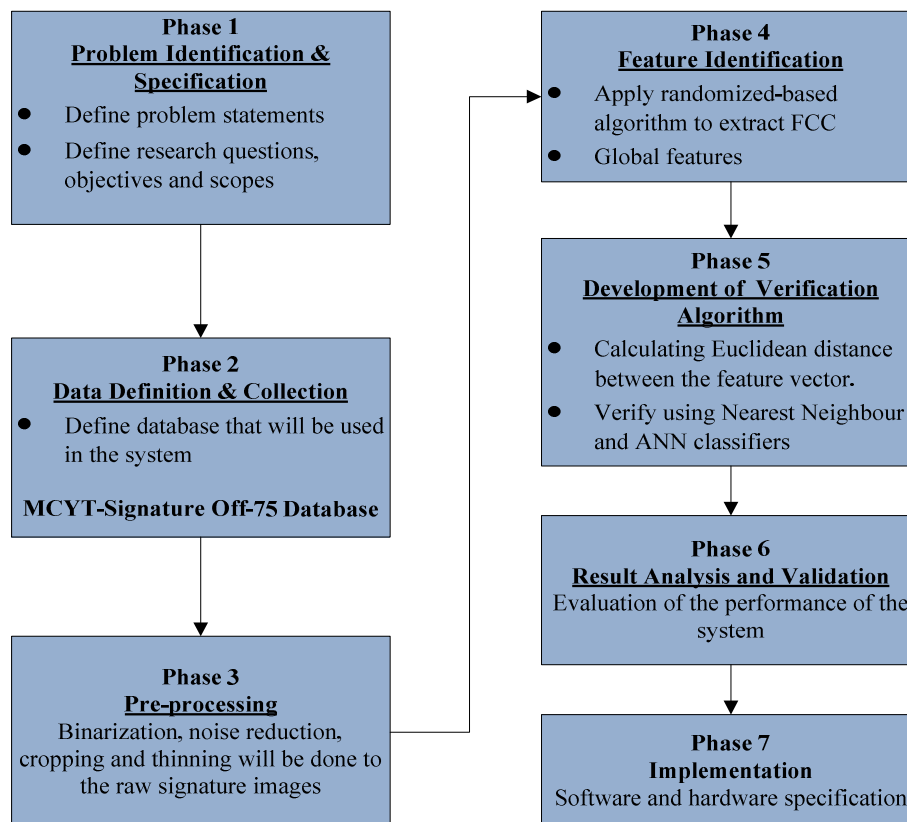 Phase 1
Problem Identification &
Specification
● Define problem statements
● Define research questions,
objectives and scopes
Phase 2
Data Definition & Collection
● Define database that will be used
in the system
MCYT-Signature Off-75 Database
Phase 3
Pre-processing
Binarization, noise reduction,
cropping and thinning will be done to
the raw signature images
Phase 4
Feature Identification
● Apply randomized-based
algorithm to extract FCC
● Global features
Phase 5
Development of Verification
Algorithm
● Calculating Euclidean distance
between the feature vector.
● Verify using Nearest Neighbour
and ANN classifiers
Phase 6
Result Analysis and Validation
Evaluation of the performance of the
system
Phase 7
Implementation
Software and hardware specification